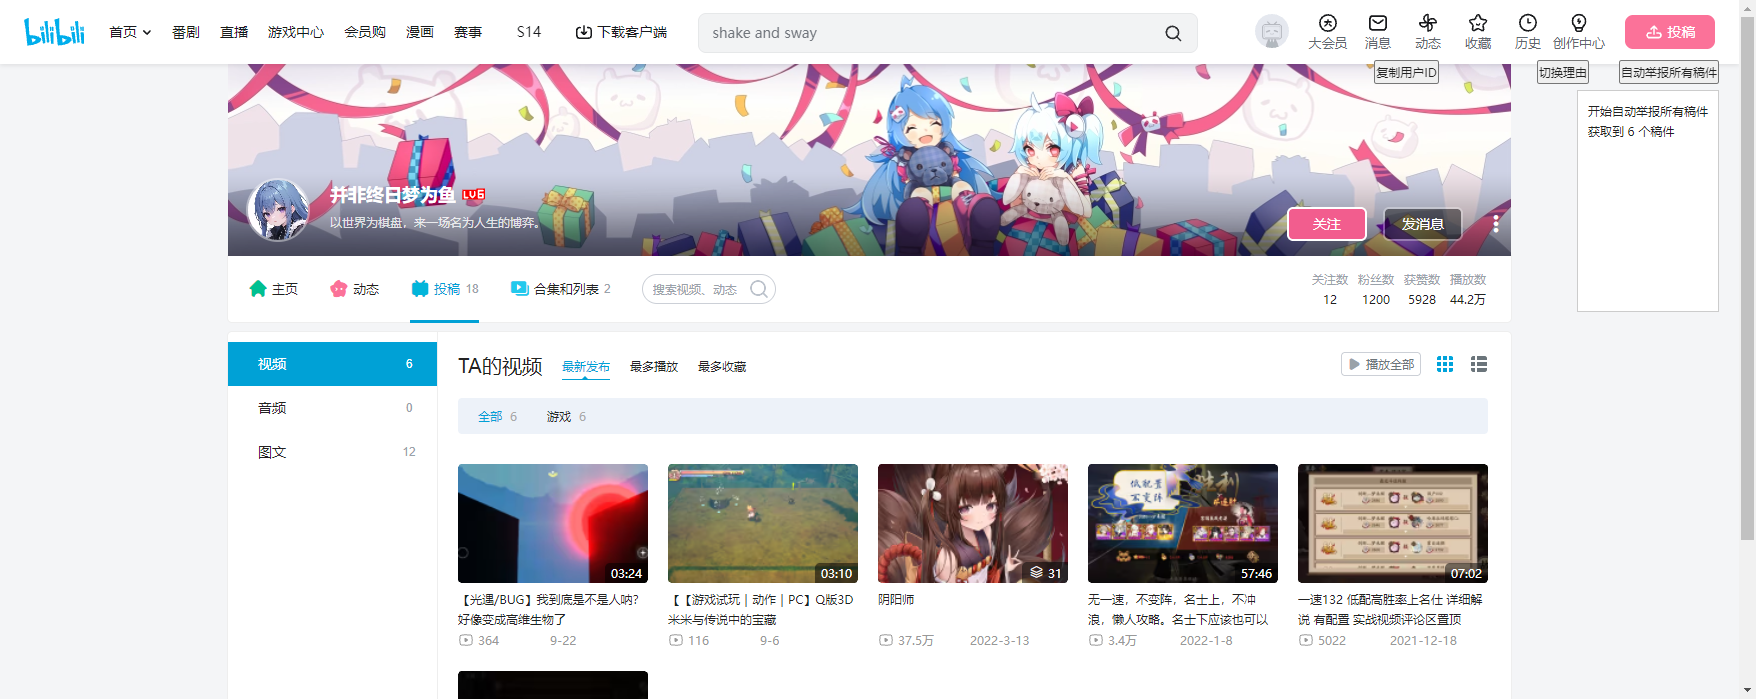 bilibili
首页
番剧
直播
游戏中心
会员购
漫画
赛事
S14
下载客户端
shake and sway
大会员
消息
动态
收藏
历史
创作中心
投稿
复制用户ID
切换理由
自动举报所有稿件
开始自动举报所有稿件
获取到 6 个稿件
并非终日梦为鱼 LV6
以世界为棋盘，来一场名为人生的博弈。
关注
发消息
主页
动态
投稿 18
合集和列表 2
搜索视频、动态
关注数 粉丝数 获赞数 播放数
12 1200 5928 44.2万
视频 6
音频 0
图文 12
TA的视频
最新发布
最多播放
最多收藏
播放全部
全部 6
游戏 6
03:24
【光遇/BUG】我到底是不是人呐？
好像变成高维生物了
364 9-22
03:10
【【游戏试玩｜动作｜PC】Q版3D
米米与传说中的宝藏
116 9-6
31
阴阳师
37.5万 2022-3-13
低配置
不变阵
胜利
57:46
无一速，不变阵，名士上，不冲
浪，懒人攻略。名士下应该也可以
3.4万 2022-1-8
07:02
一速132 低配高胜率上名仕 详细解
说 有配置 实战视频评论区置顶
5022 2021-12-18